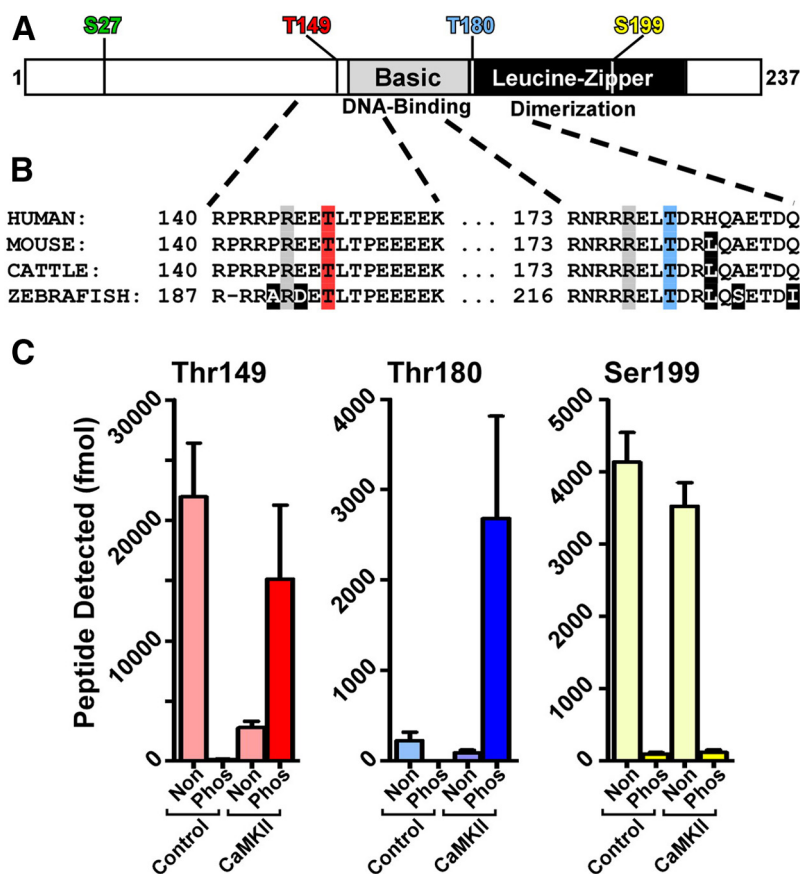 A
S27 T149 T180 S199
1 Basic Leucine-Zipper 237
DNA-Binding Dimerization
B
HUMAN: 140 RPRRPREETLTPEEEEK ... 173 RNRRRELTDRHQAETDQ
MOUSE: 140 RPRRPREETLTPEEEEK ... 173 RNRRRELTDRLQAETDQ
CATTLE: 140 RPRRPREETLTPEEEEK ... 173 RNRRRELTDRLQAETDQ
ZEBRAFISH: 187 R-RRARDETLTPEEEEK ... 216 RNRRRELTDRLQSETDI
C
Thr149 Thr180 Ser199
Peptide Detected (fmol)
30000
20000
10000
0
4000
3000
2000
1000
0
5000
4000
3000
2000
1000
0
Non Phos Non Phos
Control CaMKII
Non Phos Non Phos
Control CaMKII
Non Phos Non Phos
Control CaMKII